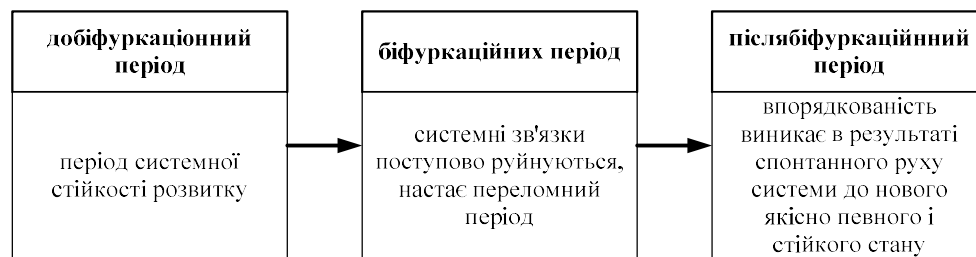 добіфуркаціонний
період
період системної
стійкості розвитку
біфуркаційних період
системні зв'язки
поступово руйнуються,
настає переломний
період
післябіфуркаційнний
період
впорядкованість
виникає в результаті
спонтанного руху
системи до нового
якісно певного і
стійкого стану